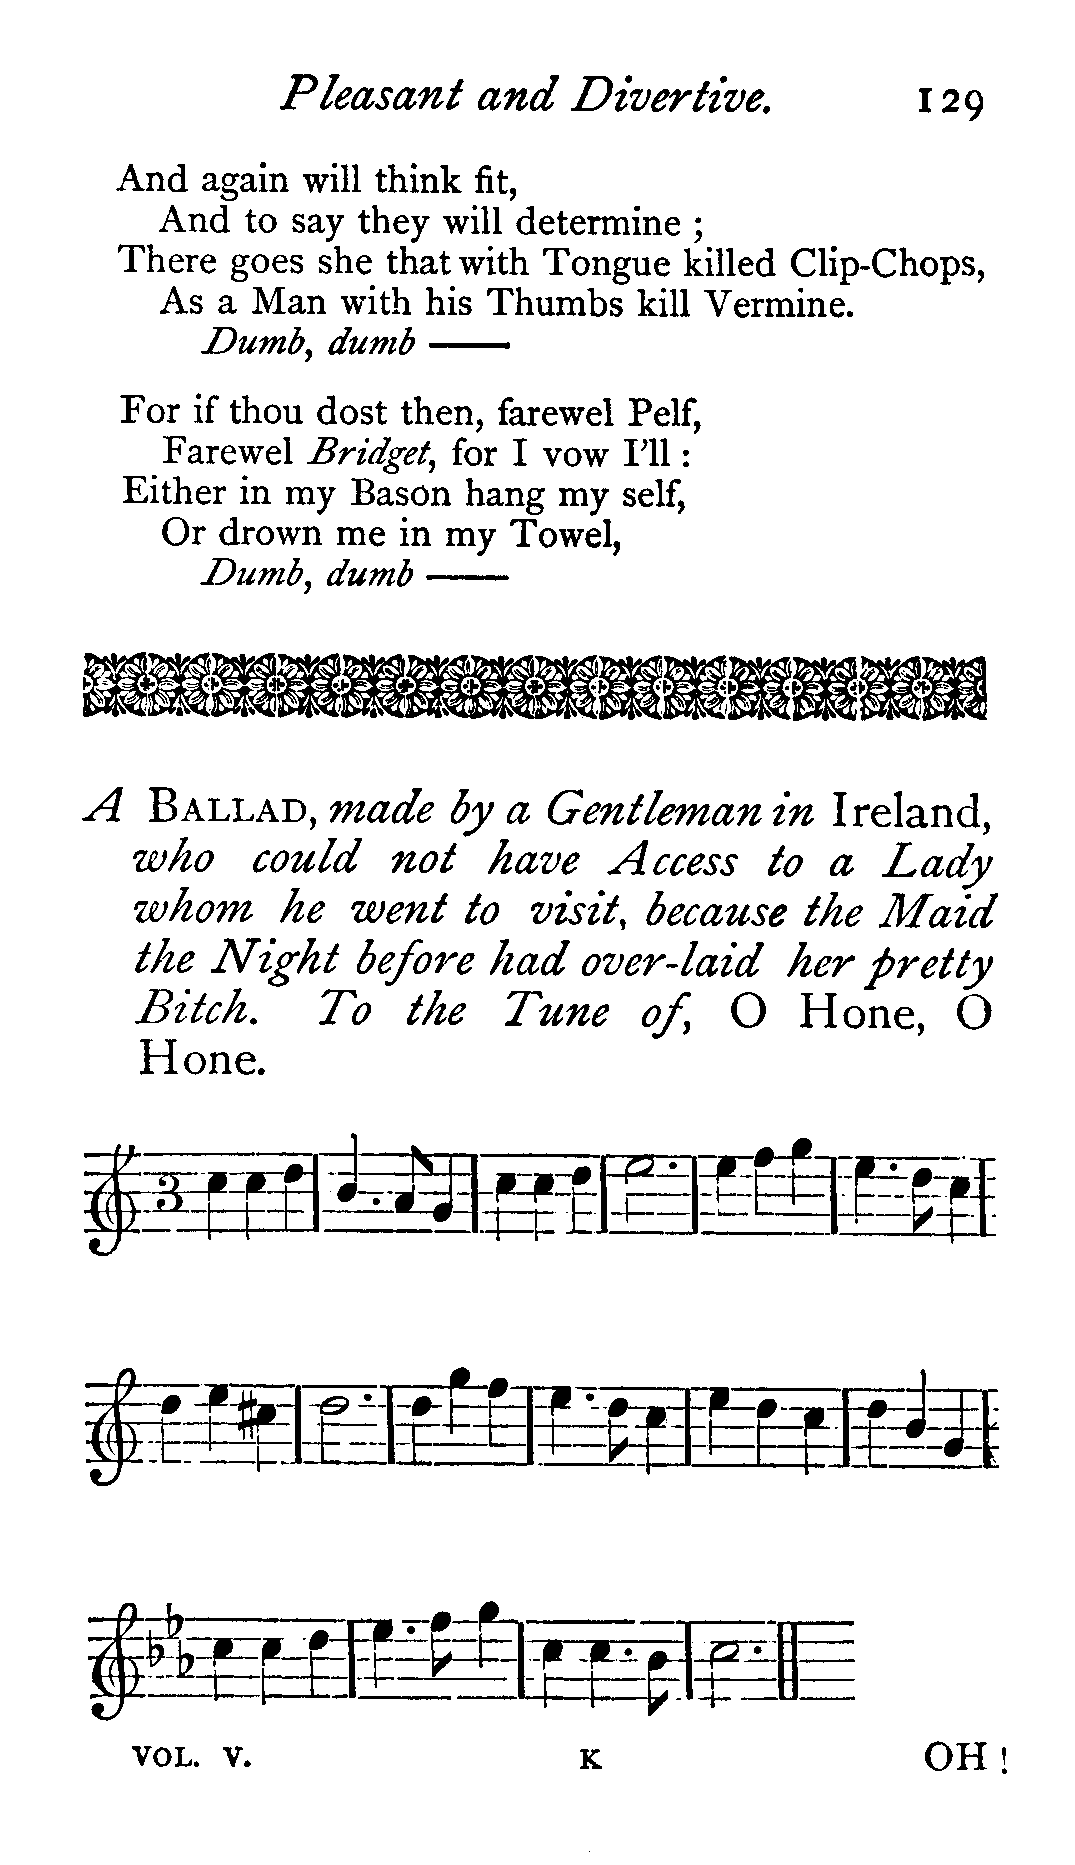 Pleasant and Divertive. 129
And again will think fit,
And to say they will determine ;
There goes she that with Tongue killed Clip-Chops,
As a Man with his Thumbs kill Vermine.
Dumb, dumb ——
For if thou dost then, farewel Pelf,
Farewel Bridget, for I vow I'll :
Either in my Bason hang my self,
Or drown me in my Towel,
Dumb, dumb ——
A BALLAD, made by a Gentleman in Ireland,
who could not have Access to a Lady
whom he went to visit, because the Maid
the Night before had over-laid her pretty
Bitch. To the Tune of, O Hone, O
Hone.
3
VOL. V. K OH !